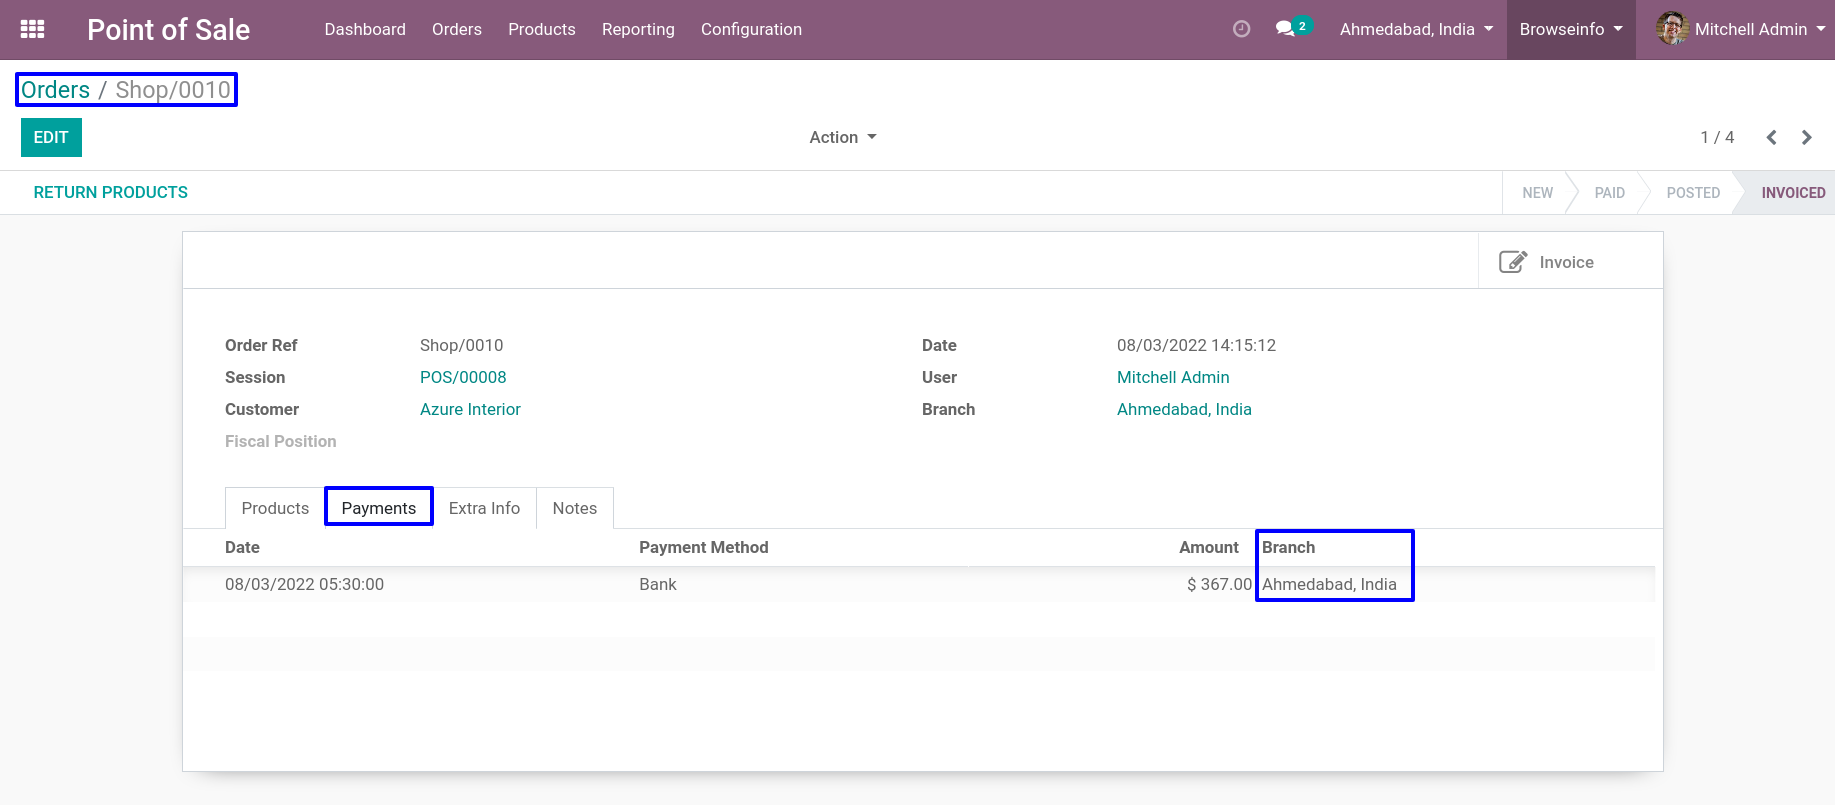 Point of Sale Dashboard Orders Products Reporting Configuration 2 Ahmedabad, India Browseinfo Mitchell Admin
Orders / Shop/0010
EDIT Action 1 / 4
RETURN PRODUCTS NEW PAID POSTED INVOICED
Invoice
Order Ref Shop/0010 Date 08/03/2022 14:15:12
Session POS/00008 User Mitchell Admin
Customer Azure Interior Branch Ahmedabad, India
Fiscal Position
Products Payments Extra Info Notes
Date Payment Method Amount Branch
08/03/2022 05:30:00 Bank $ 367.00 Ahmedabad, India